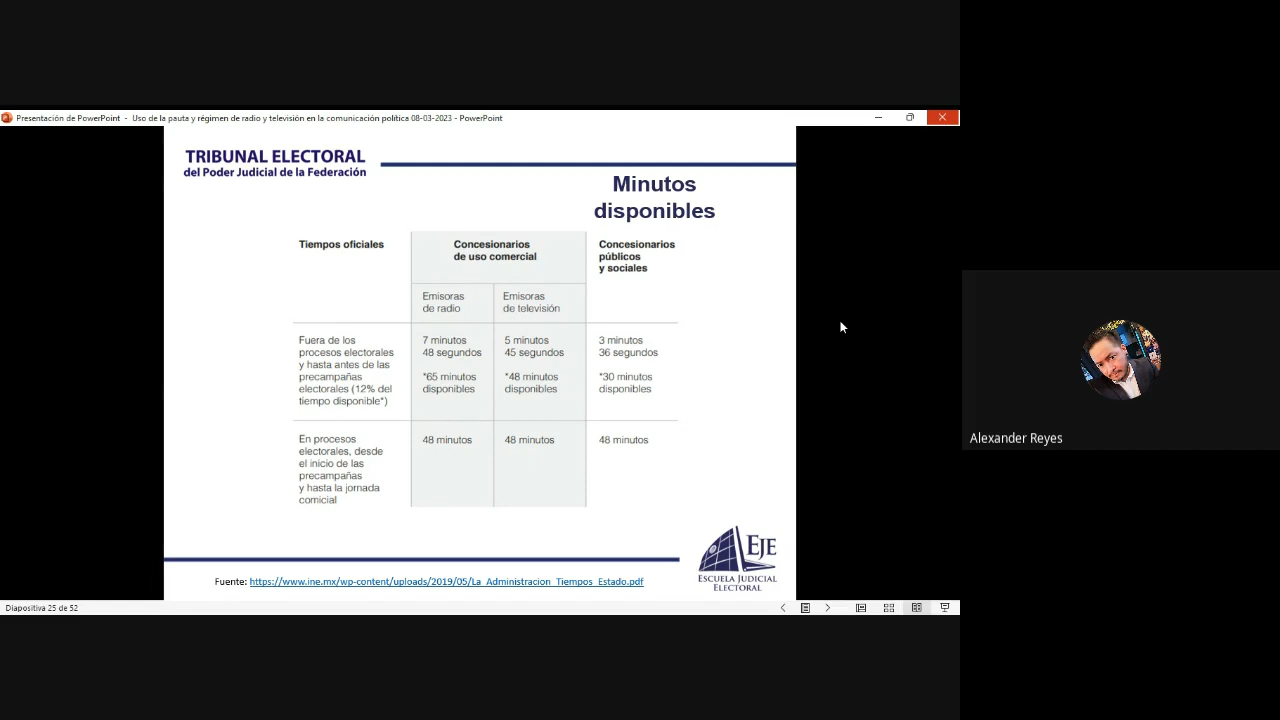 Presentación de PowerPoint - Uso de la pauta y régimen de radio y televisión en la comunicación política 08-03-2023 - PowerPoint
TRIBUNAL ELECTORAL
del Poder Judicial de la Federación
Minutos
disponibles
Tiempos oficiales
Concesionarios
de uso comercial
Concesionarios
públicos
y sociales
Emisoras
de radio
Emisoras
de televisión
Fuera de los
procesos electorales
y hasta antes de las
precampañas
electorales (12% del
tiempo disponible*)
7 minutos
48 segundos
*65 minutos
disponibles
5 minutos
45 segundos
*48 minutos
disponibles
3 minutos
36 segundos
*30 minutos
disponibles
En procesos
electorales, desde
el inicio de las
precampañas
y hasta la jornada
comicial
48 minutos
48 minutos
48 minutos
EJE
ESCUELA JUDICIAL
ELECTORAL
Fuente: https://www.ine.mx/wp-content/uploads/2019/05/La_Administracion_Tiempos_Estado.pdf
Diapositiva 25 de 52
Alexander Reyes